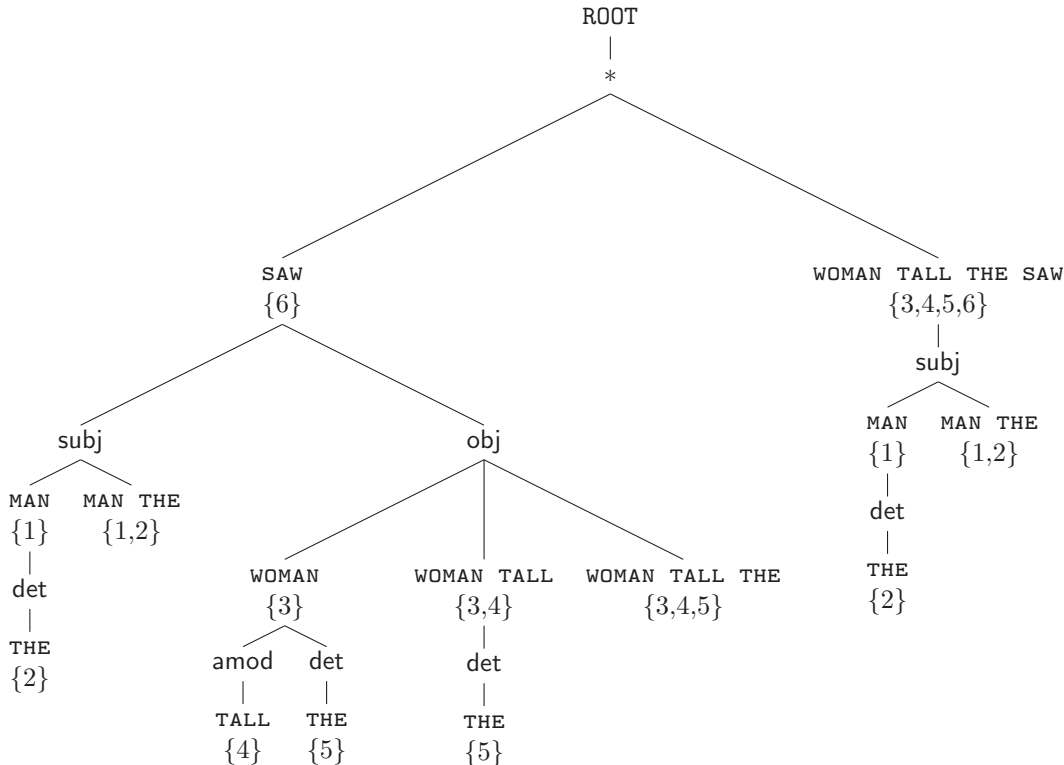 ROOT
*
SAW WOMAN TALL THE SAW
{6} {3,4,5,6}
subj
subj obj
MAN MAN THE
{1} {1,2}
MAN MAN THE
{1} {1,2}
det
det
WOMAN WOMAN TALL WOMAN TALL THE
{3} {3,4} {3,4,5}
THE
{2}
THE
{2}
amod det det
TALL THE THE
{4} {5} {5}